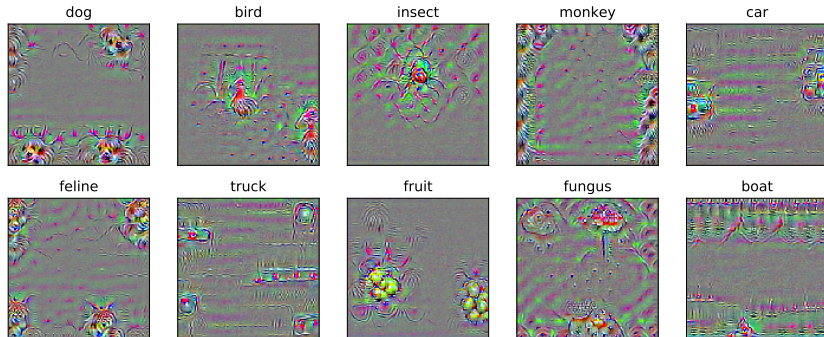 dog
bird
insect
monkey
car
feline
truck
fruit
fungus
boat